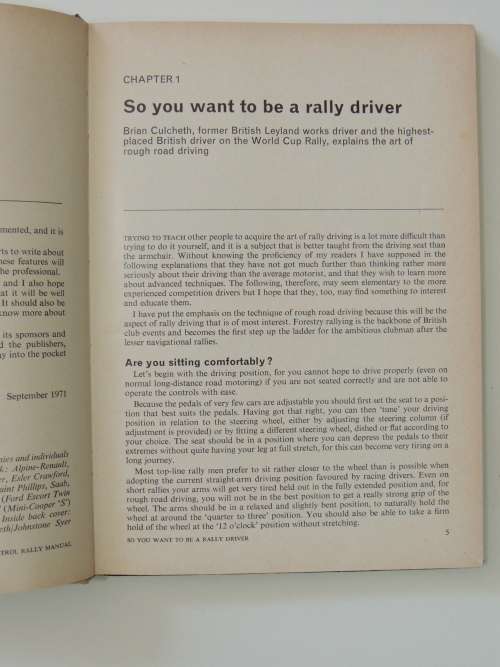 mented, and it is
rts to write about
hese features will
he professional.
and I also hope
at it will be well
It should also be
know more about
its sponsors and
d the publishers,
ay into the pocket
September 1971
nies and individuals
k.: Alpine-Renault,
er, Esler Crawford,
aint Phillips, Saab,
(Ford Escort Twin
(Mini-Cooper 'S')
Inside back cover:
eth/Johnstone Syer
TROL RALLY MANUAL
CHAPTER 1
So you want to be a rally driver
Brian Culcheth, former British Leyland works driver and the highest-
placed British driver on the World Cup Rally, explains the art of
rough road driving
TRYING TO TEACH other people to acquire the art of rally driving is a lot more difficult than
trying to do it yourself, and it is a subject that is better taught from the driving seat than
the armchair. Without knowing the proficiency of my readers I have supposed in the
following explanations that they have not got much further than thinking rather more
seriously about their driving than the average motorist, and that they wish to learn more
about advanced techniques. The following, therefore, may seem elementary to the more
experienced competition drivers but I hope that they, too, may find something to interest
and educate them.
I have put the emphasis on the technique of rough road driving because this will be the
aspect of rally driving that is of most interest. Forestry rallying is the backbone of British
club events and becomes the first step up the ladder for the ambitious clubman after the
lesser navigational rallies.
Are you sitting comfortably?
Let's begin with the driving position, for you cannot hope to drive properly (even on
normal long-distance road motoring) if you are not seated correctly and are not able to
operate the controls with ease.
Because the pedals of very few cars are adjustable you should first set the seat to a posi-
tion that best suits the pedals. Having got that right, you can then 'tune' your driving
position in relation to the steering wheel, either by adjusting the steering column (if
adjustment is provided) or by fitting a different steering wheel, dished or flat according to
your choice. The seat should be in a position where you can depress the pedals to their
extremes without quite having your leg at full stretch, for this can become very tiring on a
long journey.
Most top-line rally men prefer to sit rather closer to the wheel than is possible when
adopting the current straight-arm driving position favoured by racing drivers. Even on
short rallies your arms will get very tired held out in the fully extended position and, for
rough road driving, you will not be in the best position to get a really strong grip of the
wheel. The arms should be in a relaxed and slightly bent position, to naturally hold the
wheel at around the 'quarter to three' position. You should also be able to take a firm
hold of the wheel at the '12 o'clock' position without stretching.
SO YOU WANT TO BE A RALLY DRIVER
5